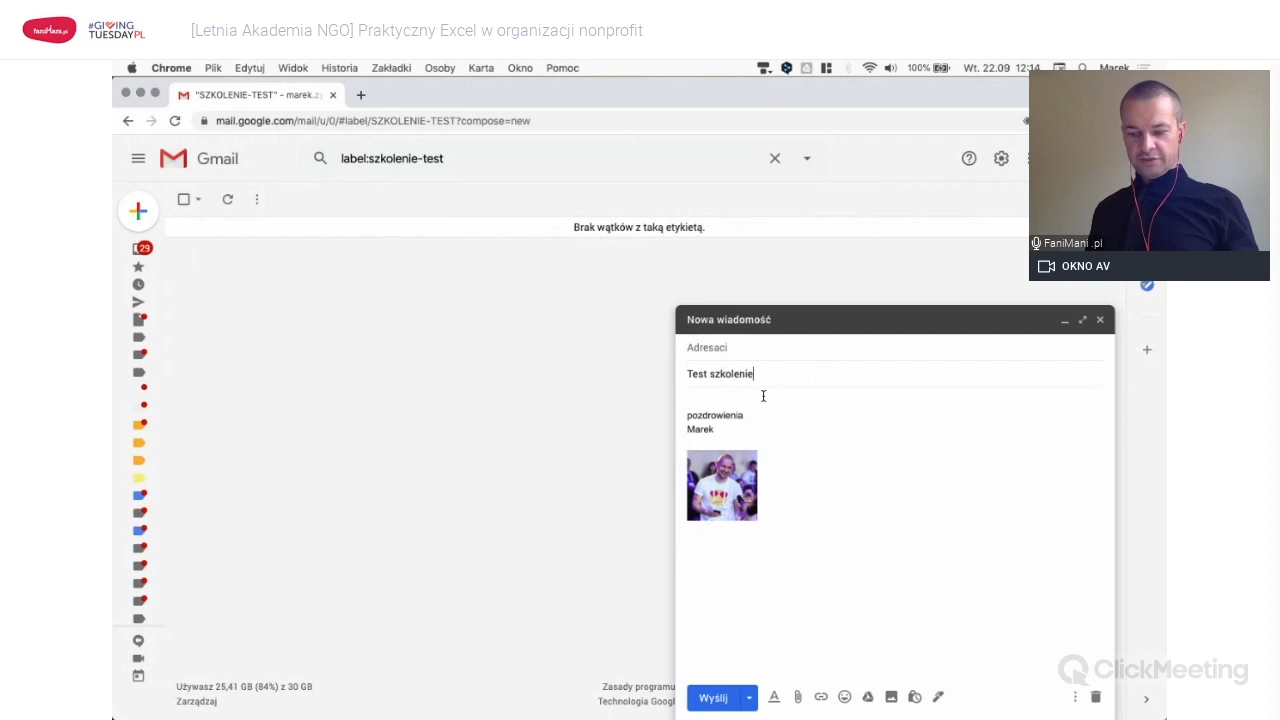 faniMani.pl
#GIVING
TUESDAYPL
[Letnia Akademia NGO] Praktyczny Excel w organizacji nonprofit
Chrome Plik Edytuj Widok Historia Zakładki Osoby Karta Okno Pomoc
100% Wt. 22.09 12:14 Marek
"SZKOLENIE-TEST" - marek.zy
mail.google.com/mail/u/0/#label/SZKOLENIE-TEST?compose=new
Gmail
label:szkolenie-test
Brak wątków z taką etykietą.
29
FaniMani .pl
OKNO AV
Nowa wiadomość
Adresaci
Test szkolenie
pozdrowienia
Marek
Używasz 25,41 GB (84%) z 30 GB
Zarządzaj
Zasady programu
Technologia Googl
Wyślij
ClickMeeting